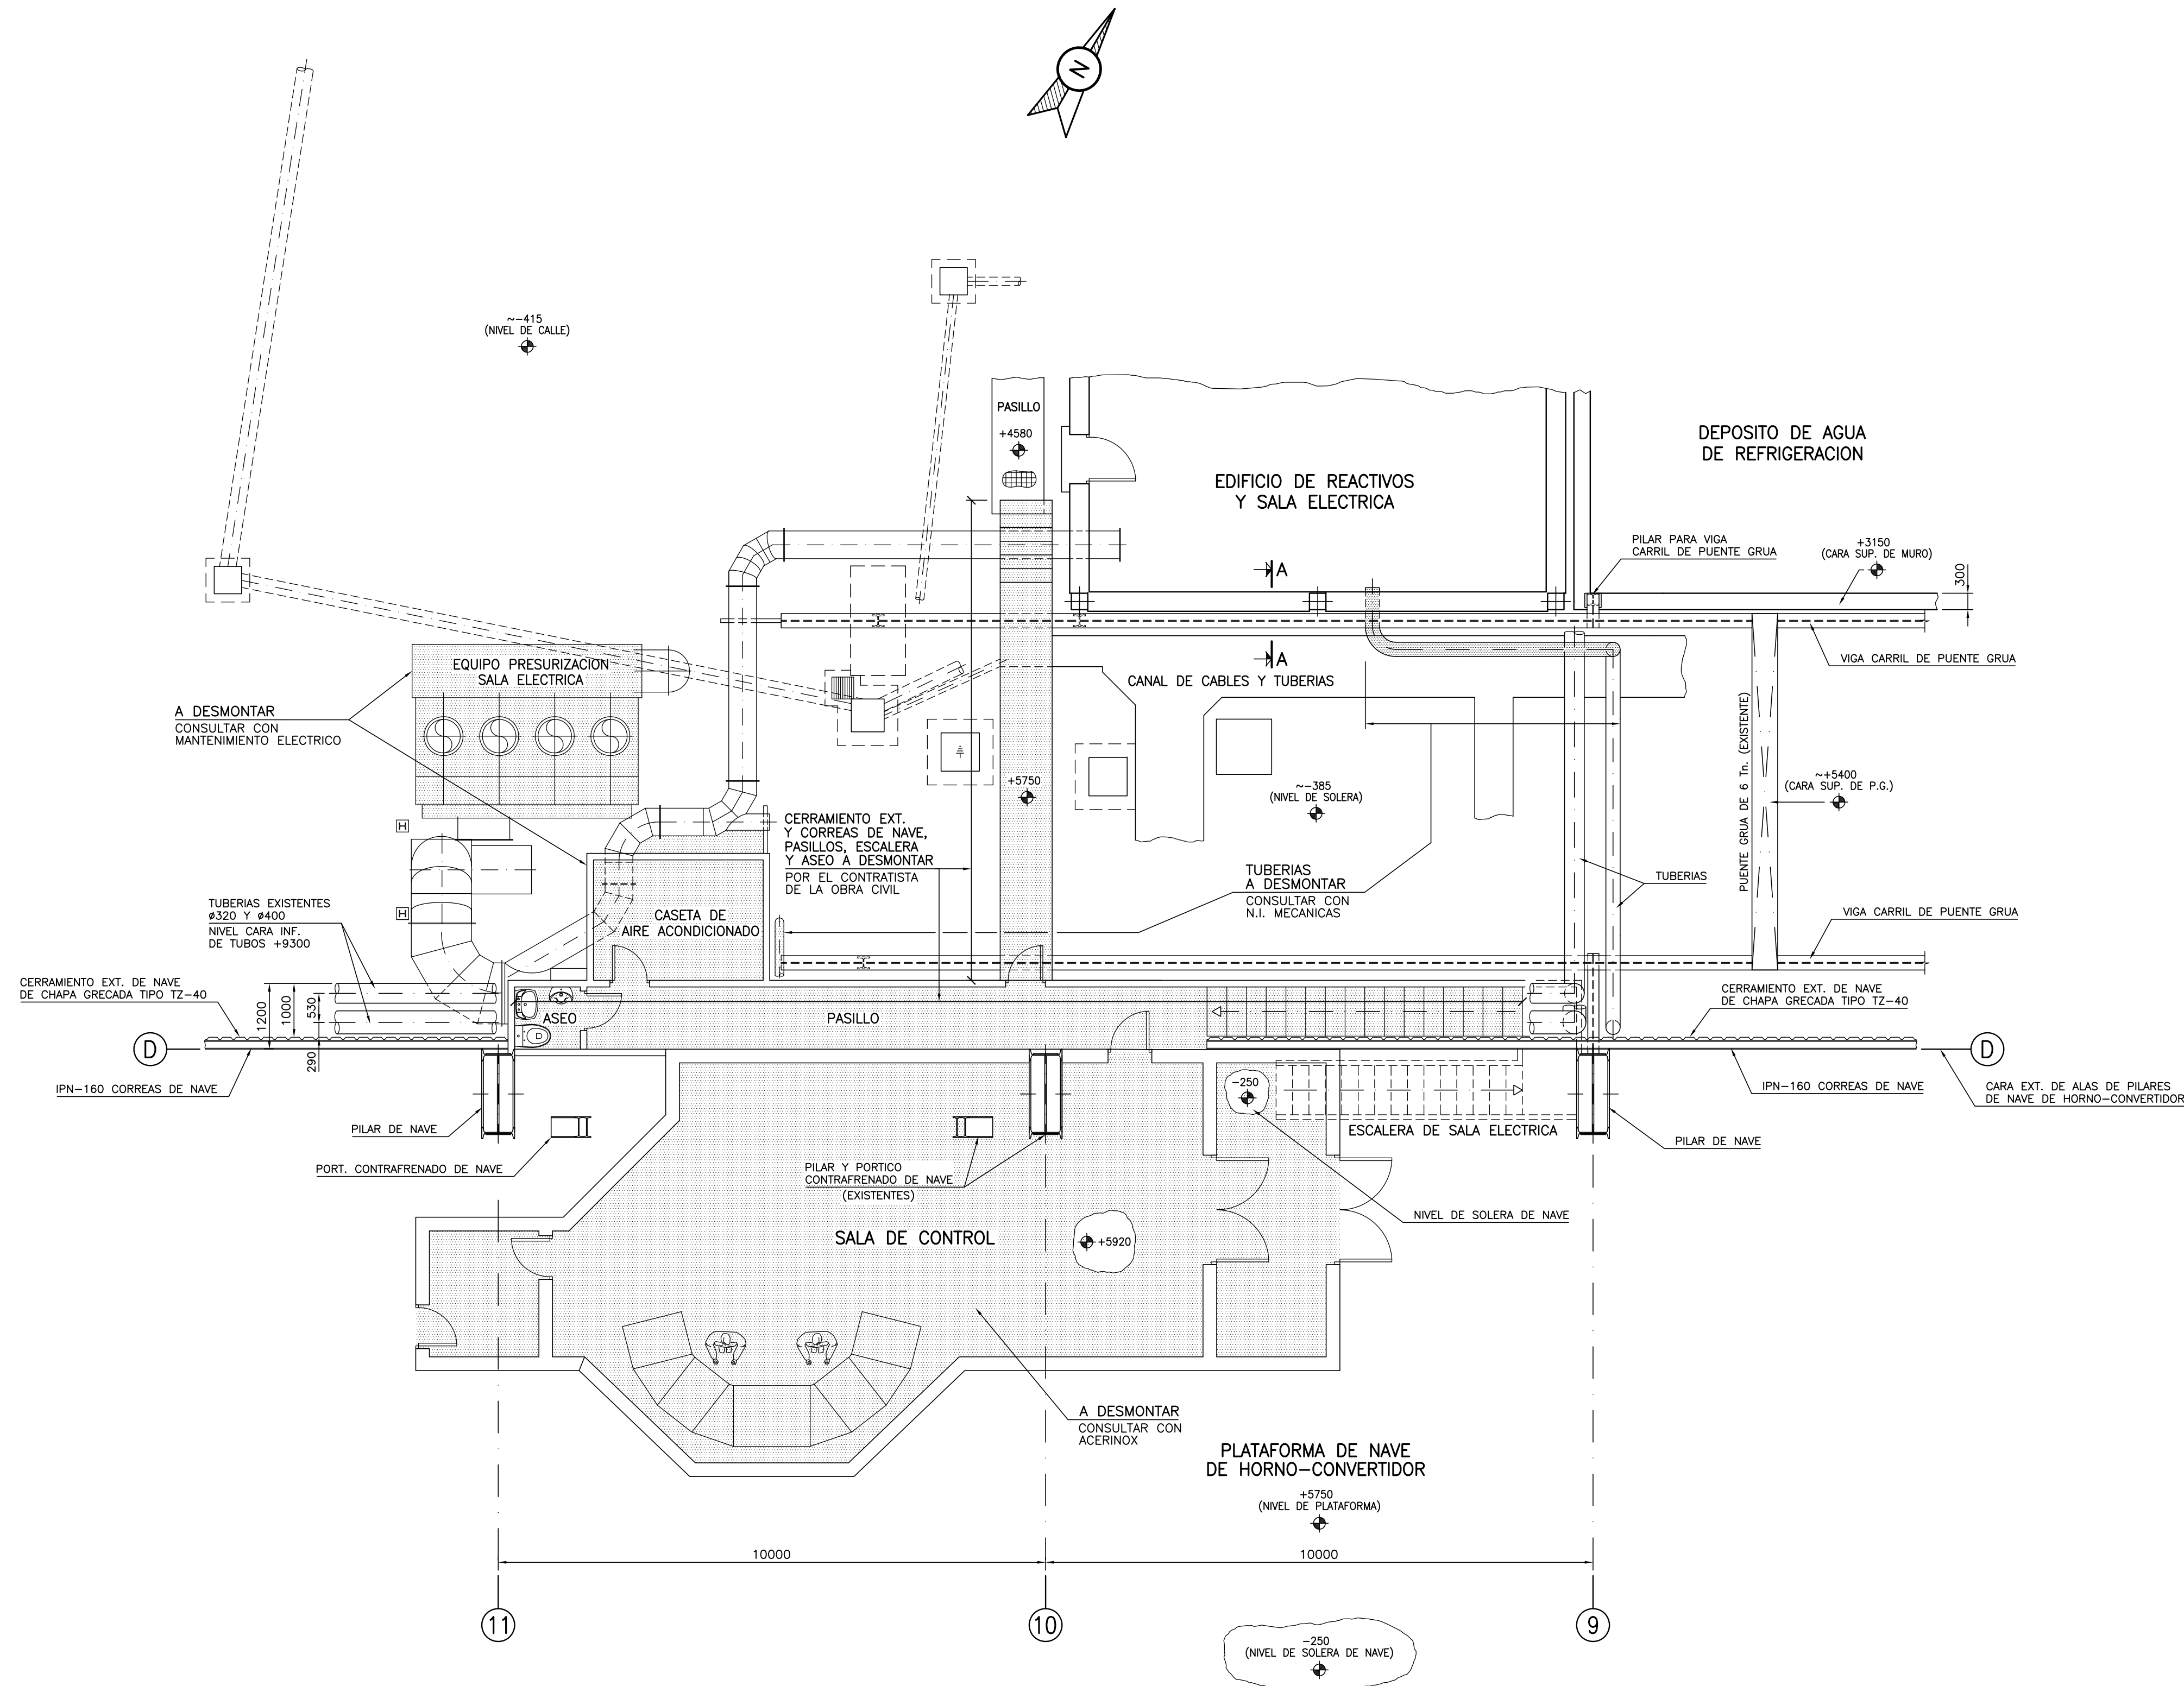 N
~-415
(NIVEL DE CALLE)
PASILLO
+4580
DEPOSITO DE AGUA
DE REFRIGERACION
EDIFICIO DE REACTIVOS
Y SALA ELECTRICA
PILAR PARA VIGA
CARRIL DE PUENTE GRUA
+3150
(CARA SUP. DE MURO)
300
A
A
VIGA CARRIL DE PUENTE GRUA
EQUIPO PRESURIZACION
SALA ELECTRICA
CANAL DE CABLES Y TUBERIAS
A DESMONTAR
CONSULTAR CON
MANTENIMIENTO ELECTRICO
PUENTE GRUA DE 6 Tn. (EXISTENTE)
+5750
~-385
(NIVEL DE SOLERA)
~+5400
(CARA SUP. DE P.G.)
H
CERRAMIENTO EXT.
Y CORREAS DE NAVE,
PASILLOS, ESCALERA
Y ASEO A DESMONTAR
POR EL CONTRATISTA
DE LA OBRA CIVIL
TUBERIAS
A DESMONTAR
CONSULTAR CON
N.I. MECANICAS
TUBERIAS
TUBERIAS EXISTENTES
ø320 Y ø400
NIVEL CARA INF.
DE TUBOS +9300
H
CASETA DE
AIRE ACONDICIONADO
VIGA CARRIL DE PUENTE GRUA
CERRAMIENTO EXT. DE NAVE
DE CHAPA GRECADA TIPO TZ-40
1200
1000
530
290
CERRAMIENTO EXT. DE NAVE
DE CHAPA GRECADA TIPO TZ-40
ASEO
PASILLO
D
D
IPN-160 CORREAS DE NAVE
-250
IPN-160 CORREAS DE NAVE
CARA EXT. DE ALAS DE PILARES
DE NAVE DE HORNO-CONVERTIDOR
PILAR DE NAVE
ESCALERA DE SALA ELECTRICA
PILAR DE NAVE
PORT. CONTRAFRENADO DE NAVE
PILAR Y PORTICO
CONTRAFRENADO DE NAVE
(EXISTENTES)
NIVEL DE SOLERA DE NAVE
SALA DE CONTROL
+5920
A DESMONTAR
CONSULTAR CON
ACERINOX
PLATAFORMA DE NAVE
DE HORNO-CONVERTIDOR
+5750
(NIVEL DE PLATAFORMA)
10000
10000
11
10
9
-250
(NIVEL DE SOLERA DE NAVE)